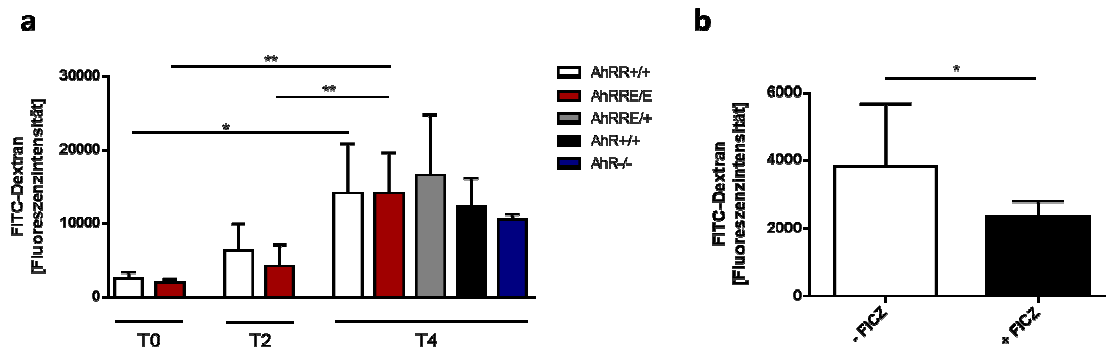 a
FITC-Dextran
[Fluoreszenzintensität]
30000
20000
10000
0
**
**
*
T0
T2
T4
AhRR+/+
AhRRE/E
AhRRE/+
AhR+/+
AhR-/-
b
FITC-Dextran
[Fluoreszenzintensität]
6000
4000
2000
0
*
- FICZ
+ FICZ